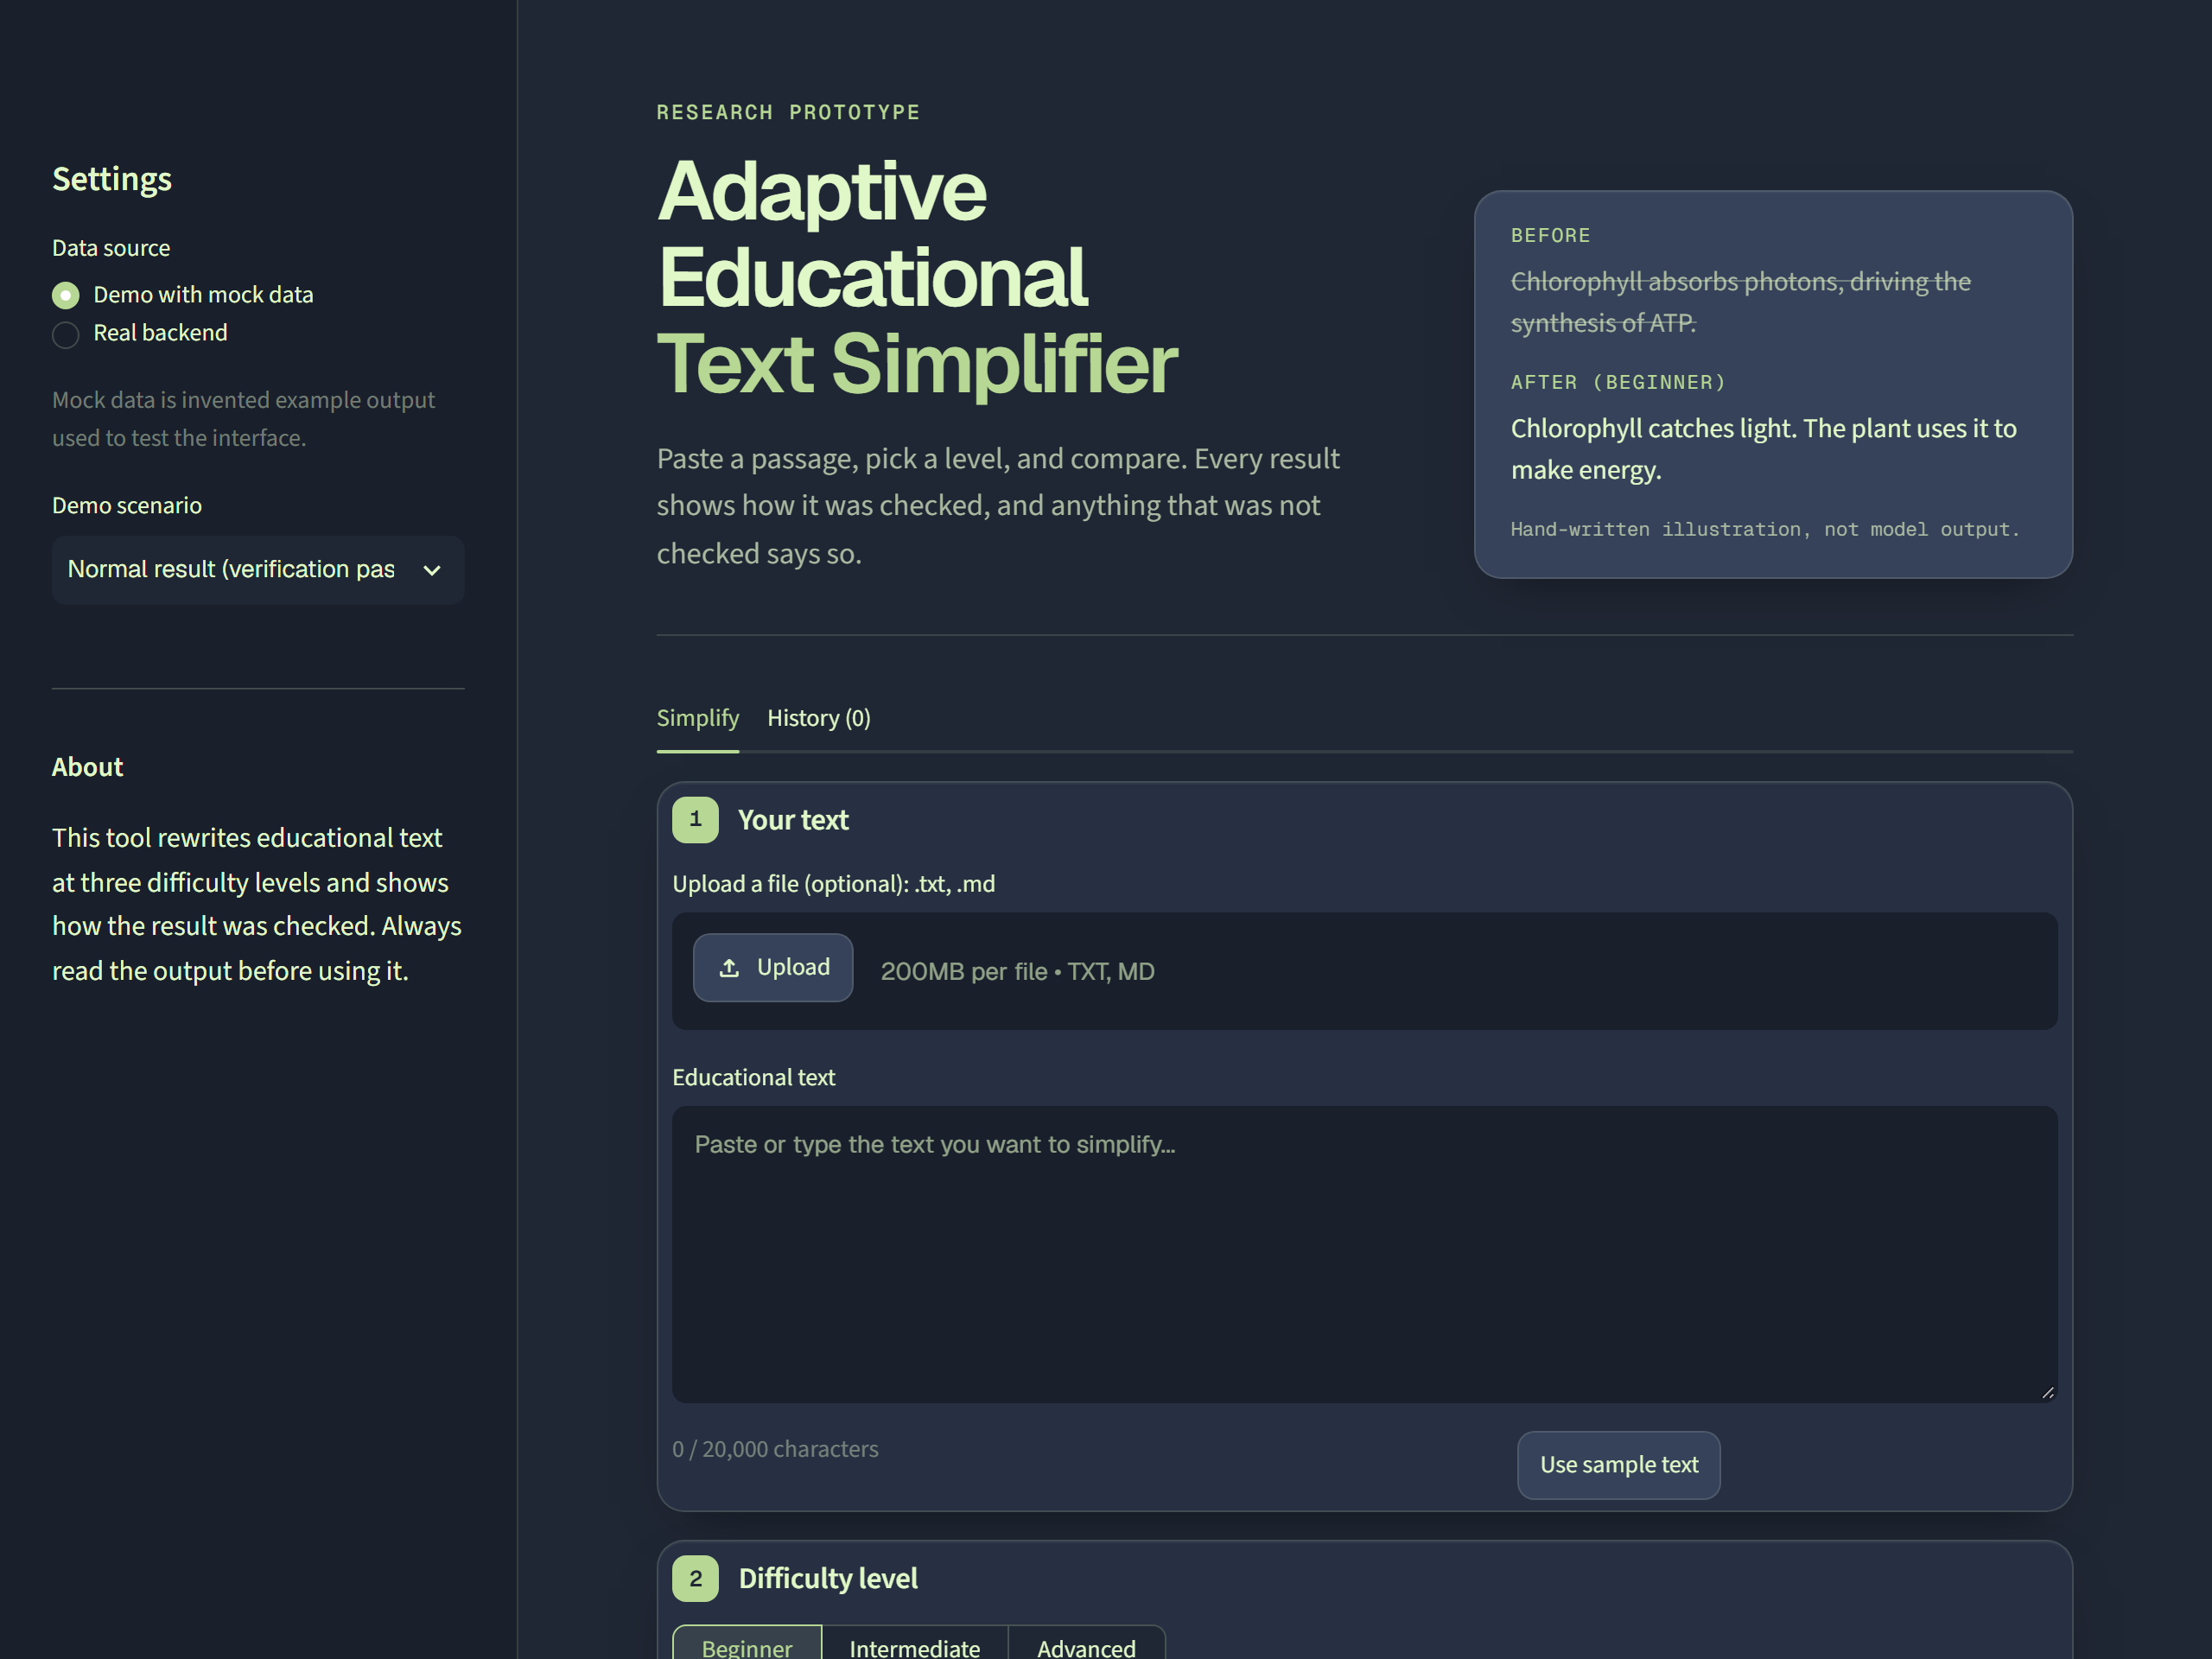 Settings
Data source
Demo with mock data
Real backend
Mock data is invented example output
used to test the interface.
Demo scenario
Normal result (verification pas
About
This tool rewrites educational text
at three difficulty levels and shows
how the result was checked. Always
read the output before using it.
RESEARCH PROTOTYPE
Adaptive
Educational
Text Simplifier
Paste a passage, pick a level, and compare. Every result
shows how it was checked, and anything that was not
checked says so.
BEFORE
Chlorophyll absorbs photons, driving the
synthesis of ATP.
AFTER (BEGINNER)
Chlorophyll catches light. The plant uses it to
make energy.
Hand-written illustration, not model output.
Simplify History (0)
1 Your text
Upload a file (optional): .txt, .md
Upload 200MB per file • TXT, MD
Educational text
Paste or type the text you want to simplify...
0 / 20,000 characters
Use sample text
2 Difficulty level
Beginner Intermediate Advanced